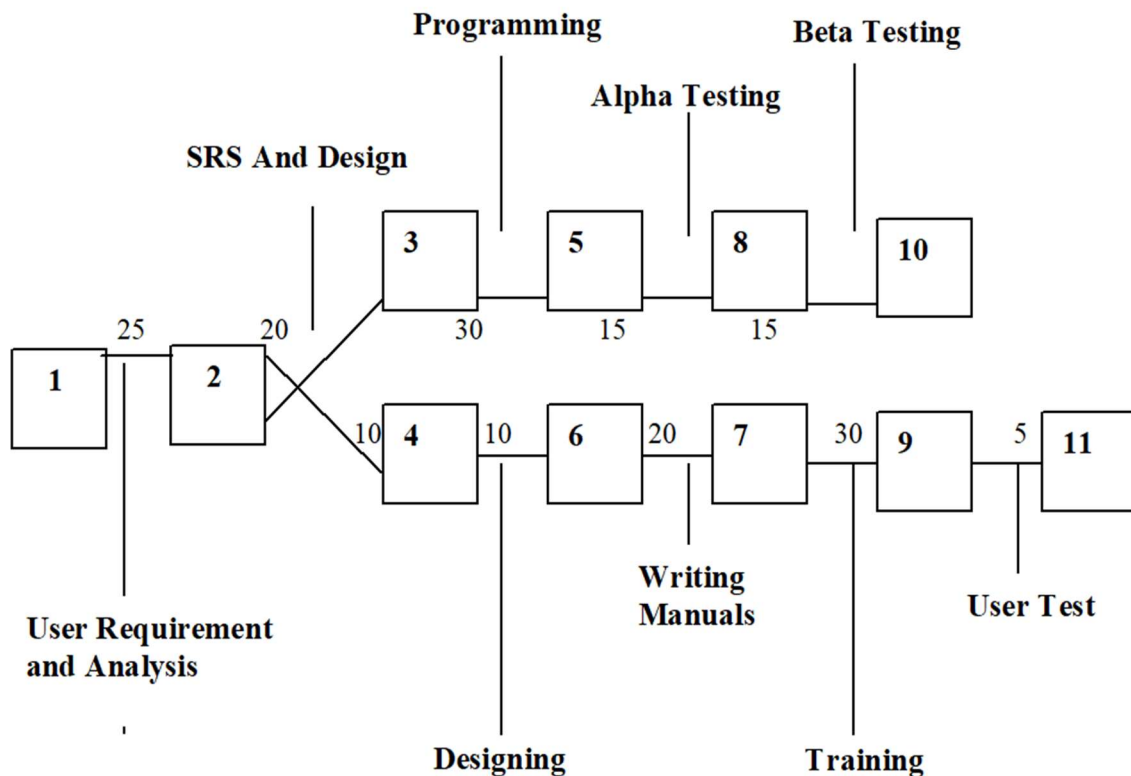 Programming
Beta Testing
Alpha Testing
SRS And Design
3
5
8
10
25
20
30
15
15
1
2
10
4
10
6
20
7
30
9
5
11
Writing
Manuals
User Test
User Requirement
and Analysis
Designing
Training